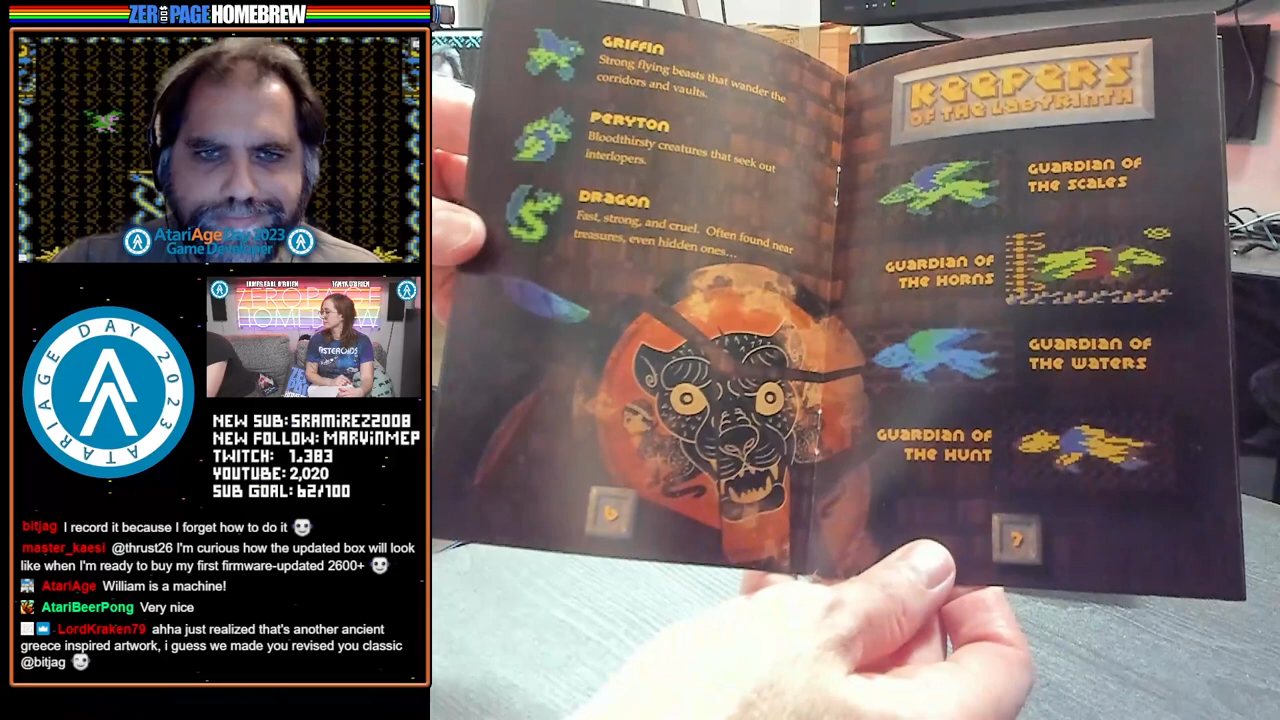 ZEROPAGE HOMEBREW
AtariAge Day 2023
Game Developer
ATARIAGE DAY 2023
TANYA O'BRIEN
ZEROPAGE
HOMEBREW
ASTEROIDS
NEW SUB: SRAMIREZ2008
NEW FOLLOW: MARVINMEP
TWITCH: 1,383
YOUTUBE: 2,020
SUB GOAL: 62/100
bitjag I record it because I forget how to do it
master_kaesi @thrust26 I'm curious how the updated box will look
like when I'm ready to buy my first firmware-updated 2600+
AtariAge William is a machine!
AtariBeerPong Very nice
LordKraken79 ahha just realized that's another ancient
greece inspired artwork, i guess we made you revised you classic
@bitjag
GRIFFIN
Strong flying beasts that wander the
corridors and vaults.
PERYTON
Bloodthirsty creatures that seek out
interlopers.
DRAGON
Fast, strong, and cruel. Often found near
treasures, even hidden ones...
6
KEEPERS
OF THE LABYRINTH
GUARDIAN OF
THE SCALES
GUARDIAN OF
THE HORNS
GUARDIAN OF
THE WATERS
GUARDIAN OF
THE HUNT
7